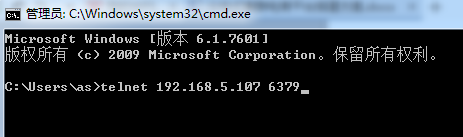 管理员: C:\Windows\system32\cmd.exe
Microsoft Windows [版本 6.1.7601]
版权所有 (c) 2009 Microsoft Corporation。保留所有权利。
C:\Users\as>telnet 192.168.5.107 6379